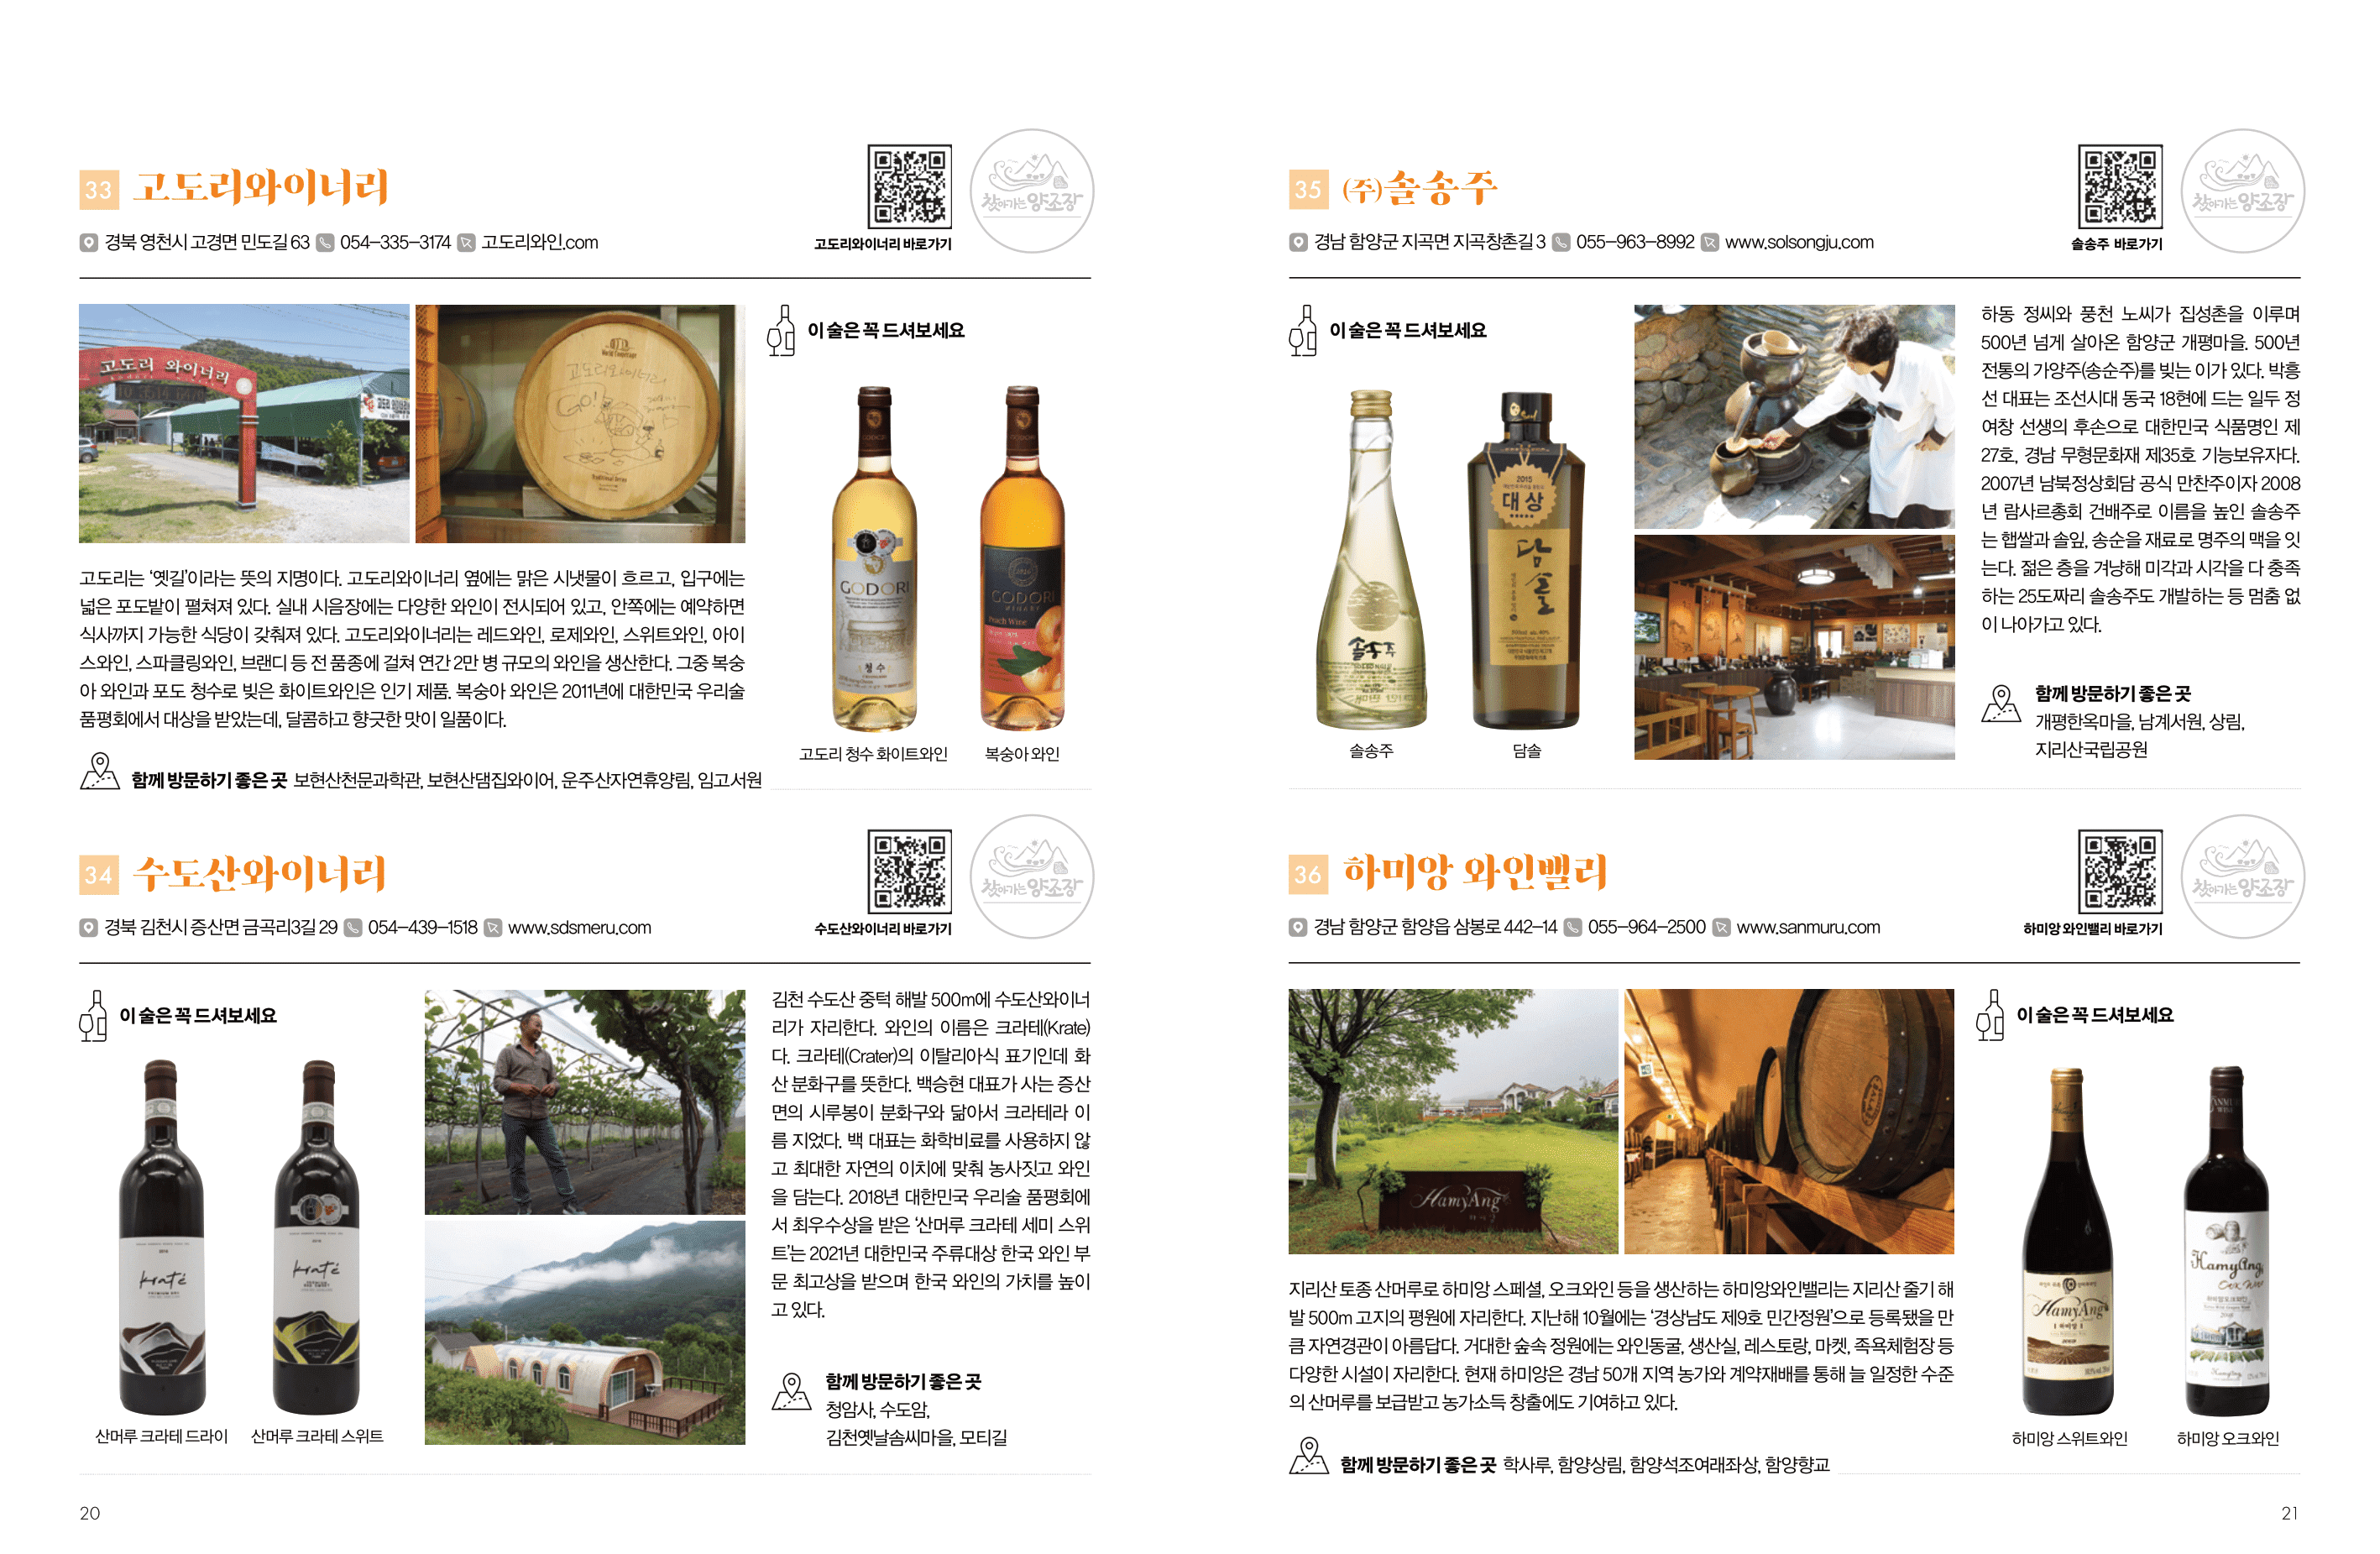 33 고도리와이너리
경북 영천시 고경면 민도길 63 054-335-3174 고도리와인.com
고도리와이너리 바로가기
찾아가는 양조장
고도리 와이너리
고도리와이너리
GO!
이 술은 꼭 드셔보세요
GODORI
청수
GODORI
WINERY
Peach Wine
고도리 청수 화이트와인
복숭아 와인
고도리는 ‘옛길’이라는 뜻의 지명이다. 고도리와이너리 옆에는 맑은 시냇물이 흐르고, 입구에는
넓은 포도밭이 펼쳐져 있다. 실내 시음장에는 다양한 와인이 전시되어 있고, 안쪽에는 예약하면
식사까지 가능한 식당이 갖춰져 있다. 고도리와이너리는 레드와인, 로제와인, 스위트와인, 아이
스와인, 스파클링와인, 브랜디 등 전 품종에 걸쳐 연간 2만 병 규모의 와인을 생산한다. 그중 복숭
아 와인과 포도 청수로 빚은 화이트와인은 인기 제품. 복숭아 와인은 2011년에 대한민국 우리술
품평회에서 대상을 받았는데, 달콤하고 향긋한 맛이 일품이다.
함께 방문하기 좋은 곳 보현산천문과학관, 보현산댐집와이어, 운주산자연휴양림, 임고서원
34 수도산와이너리
경북 김천시 증산면 금곡리3길 29 054-439-1518 www.sdsmeru.com
수도산와이너리 바로가기
찾아가는 양조장
이 술은 꼭 드셔보세요
Kraté
Kraté
산머루 크라테 드라이
산머루 크라테 스위트
김천 수도산 중턱 해발 500m에 수도산와이너
리가 자리한다. 와인의 이름은 크라테(Krate)
다. 크라테(Crater)의 이탈리아식 표기인데 화
산 분화구를 뜻한다. 백승현 대표가 사는 증산
면의 시루봉이 분화구와 닮아서 크라테라 이
름 지었다. 백 대표는 화학비료를 사용하지 않
고 최대한 자연의 이치에 맞춰 농사짓고 와인
을 담는다. 2018년 대한민국 우리술 품평회에
서 최우수상을 받은 ‘산머루 크라테 세미 스위
트’는 2021년 대한민국 주류대상 한국 와인 부
문 최고상을 받으며 한국 와인의 가치를 높이
고 있다.
함께 방문하기 좋은 곳
청암사, 수도암,
김천옛날솜씨마을, 모티길
20
35 (주)솔송주
경남 함양군 지곡면 지곡창촌길 3 055-963-8992 www.solsongju.com
솔송주 바로가기
찾아가는 양조장
이 술은 꼭 드셔보세요
솔송주
2015
대상
담솔
솔송주
담솔
하동 정씨와 풍천 노씨가 집성촌을 이루며
500년 넘게 살아온 함양군 개평마을. 500년
전통의 가양주(송순주)를 빚는 이가 있다. 박흥
선 대표는 조선시대 동국 18현에 드는 일두 정
여창 선생의 후손으로 대한민국 식품명인 제
27호, 경남 무형문화재 제35호 기능보유자다.
2007년 남북정상회담 공식 만찬주이자 2008
년 람사르총회 건배주로 이름을 높인 솔송주
는 햅쌀과 솔잎, 송순을 재료로 명주의 맥을 잇
는다. 젊은 층을 겨냥해 미각과 시각을 다 충족
하는 25도짜리 솔송주도 개발하는 등 멈춤 없
이 나아가고 있다.
함께 방문하기 좋은 곳
개평한옥마을, 남계서원, 상림,
지리산국립공원
36 하미앙 와인밸리
경남 함양군 함양읍 삼봉로 442-14 055-964-2500 www.sanmuru.com
하미앙 와인밸리 바로가기
찾아가는 양조장
HamyAng
이 술은 꼭 드셔보세요
HamyAng
하미앙
SANMURU
WINE
HamyAng
하미앙 스위트와인
하미앙 오크와인
지리산 토종 산머루로 하미앙 스페셜, 오크와인 등을 생산하는 하미앙와인밸리는 지리산 줄기 해
발 500m 고지의 평원에 자리한다. 지난해 10월에는 ‘경상남도 제9호 민간정원’으로 등록됐을 만
큼 자연경관이 아름답다. 거대한 숲속 정원에는 와인동굴, 생산실, 레스토랑, 마켓, 족욕체험장 등
다양한 시설이 자리한다. 현재 하미앙은 경남 50개 지역 농가와 계약재배를 통해 늘 일정한 수준
의 산머루를 보급받고 농가소득 창출에도 기여하고 있다.
함께 방문하기 좋은 곳 학사루, 함양상림, 함양석조여래좌상, 함양향교
21